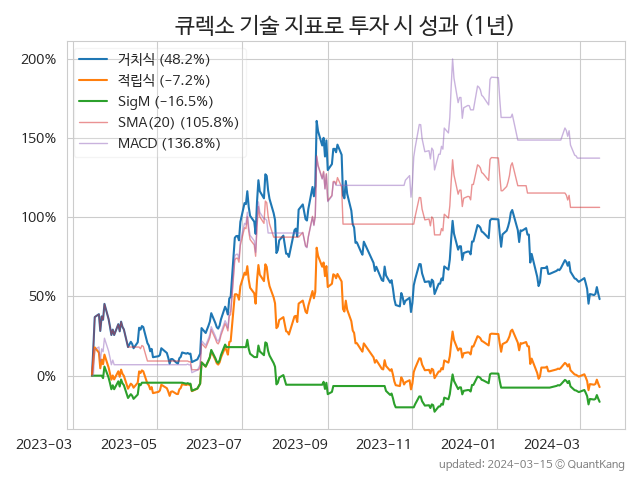 큐렉소 기술 지표로 투자 시 성과 (1년)
거치식 (48.2%)
적립식 (−7.2%)
SigM (−16.5%)
SMA(20) (105.8%)
MACD (136.8%)
200%
150%
100%
50%
0%
2023-03 2023-05 2023-07 2023-09 2023-11 2024-01 2024-03
updated: 2024-03-15 ⓒ QuantKang